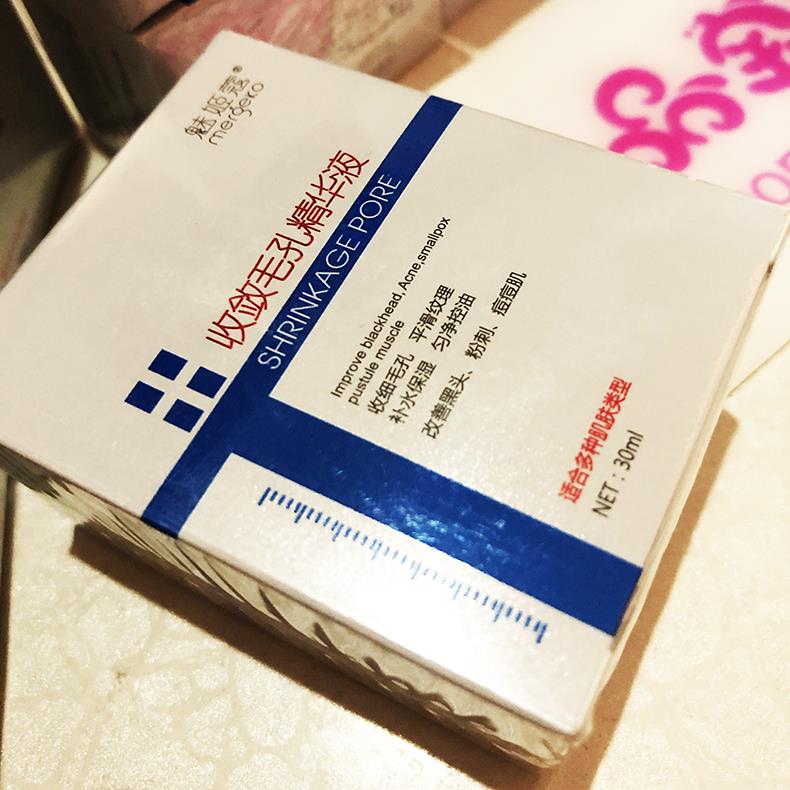 魅姬蔻®
mergeko
收敛毛孔精华液
SHRINKAGE PORE
Improve blackhead, Acne,smallpox
pustule muscle
收细毛孔 平滑纹理
补水保湿 匀净控油
改善黑头、粉刺、痘痘肌
适合多种肌肤类型
NET：30ml